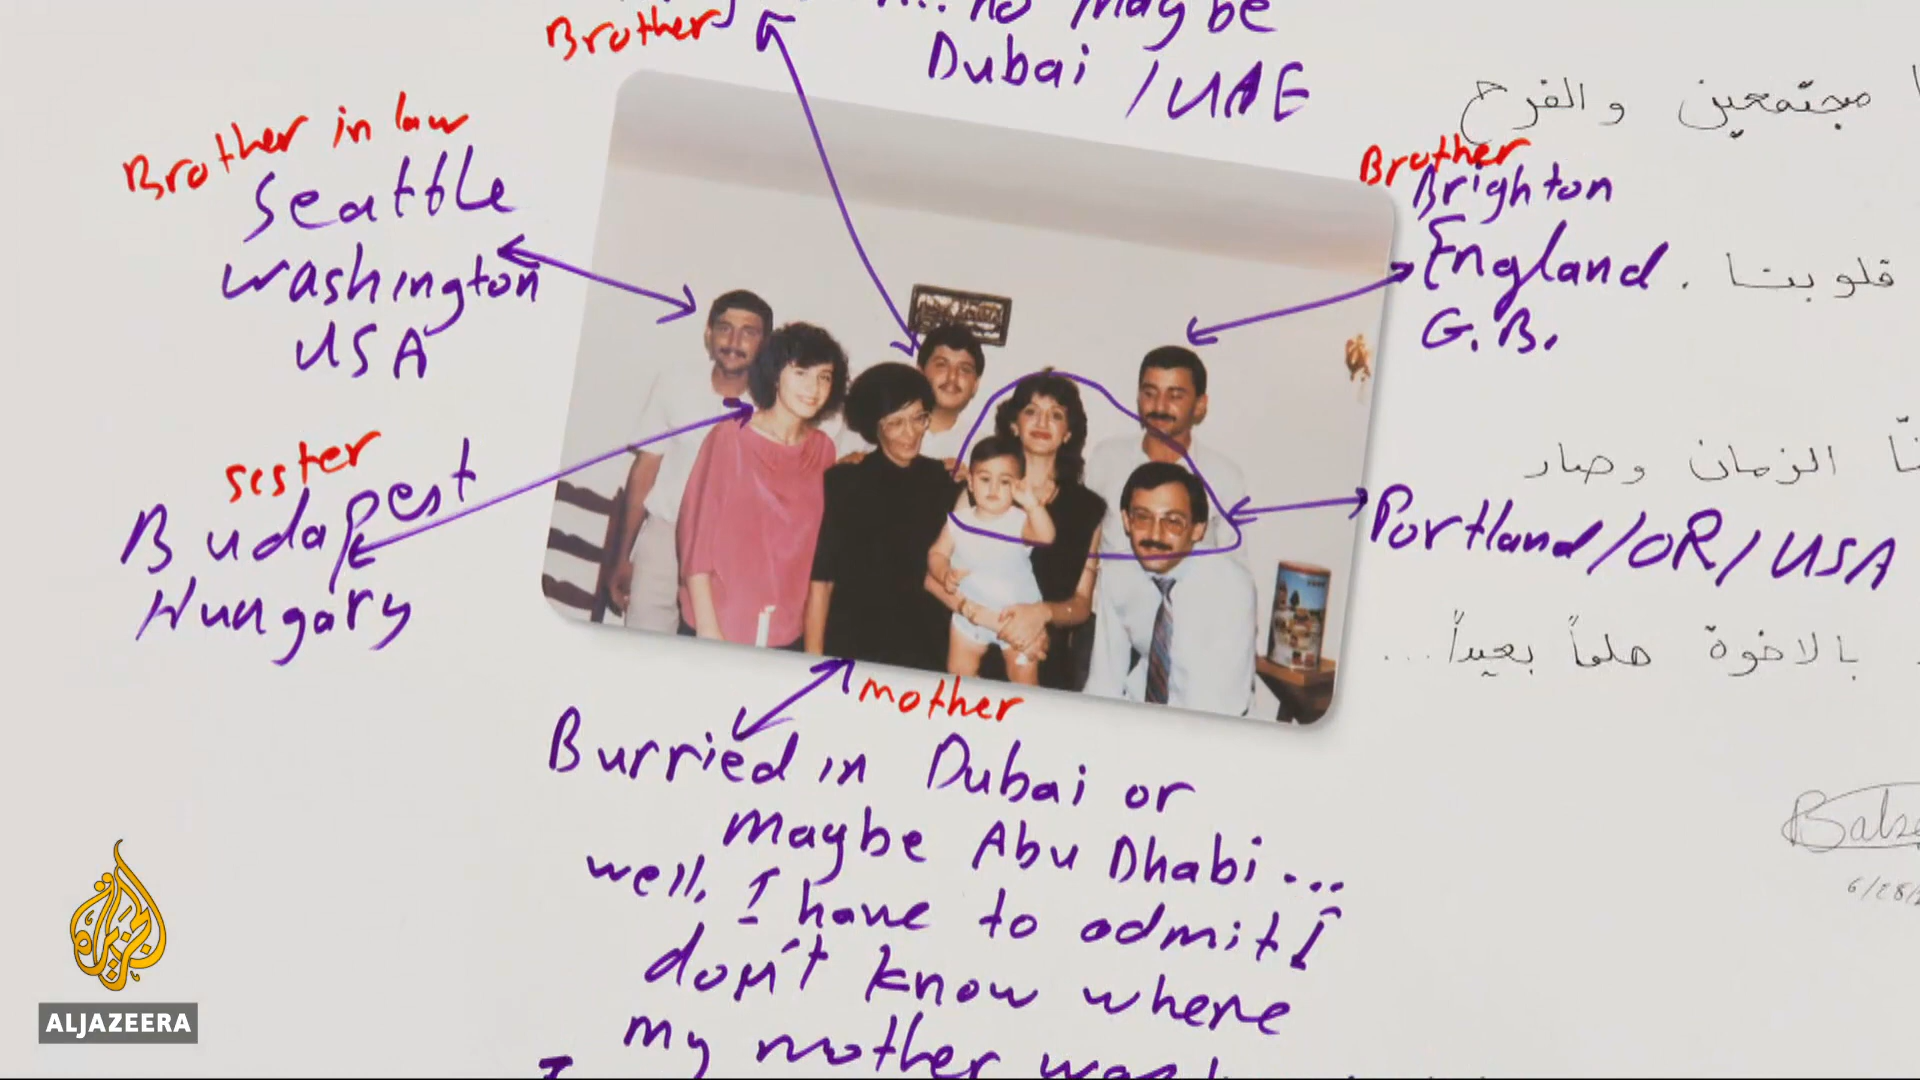 no maybe
Dubai / UAE
Brother
Brother in law
Seattle
Washington
USA
sester
Budapest
Hungary
Brother
Brighton
England
G.B.
Portland/OR/USA
mother
Burried in Dubai or
maybe Abu Dhabi...
well, I have to admit I
don't know where
my mother was
مجتمعين والفرح
قلوبنا .
الزمان وصار
بالاخوة حلماً بعيداً...
ALJAZEERA